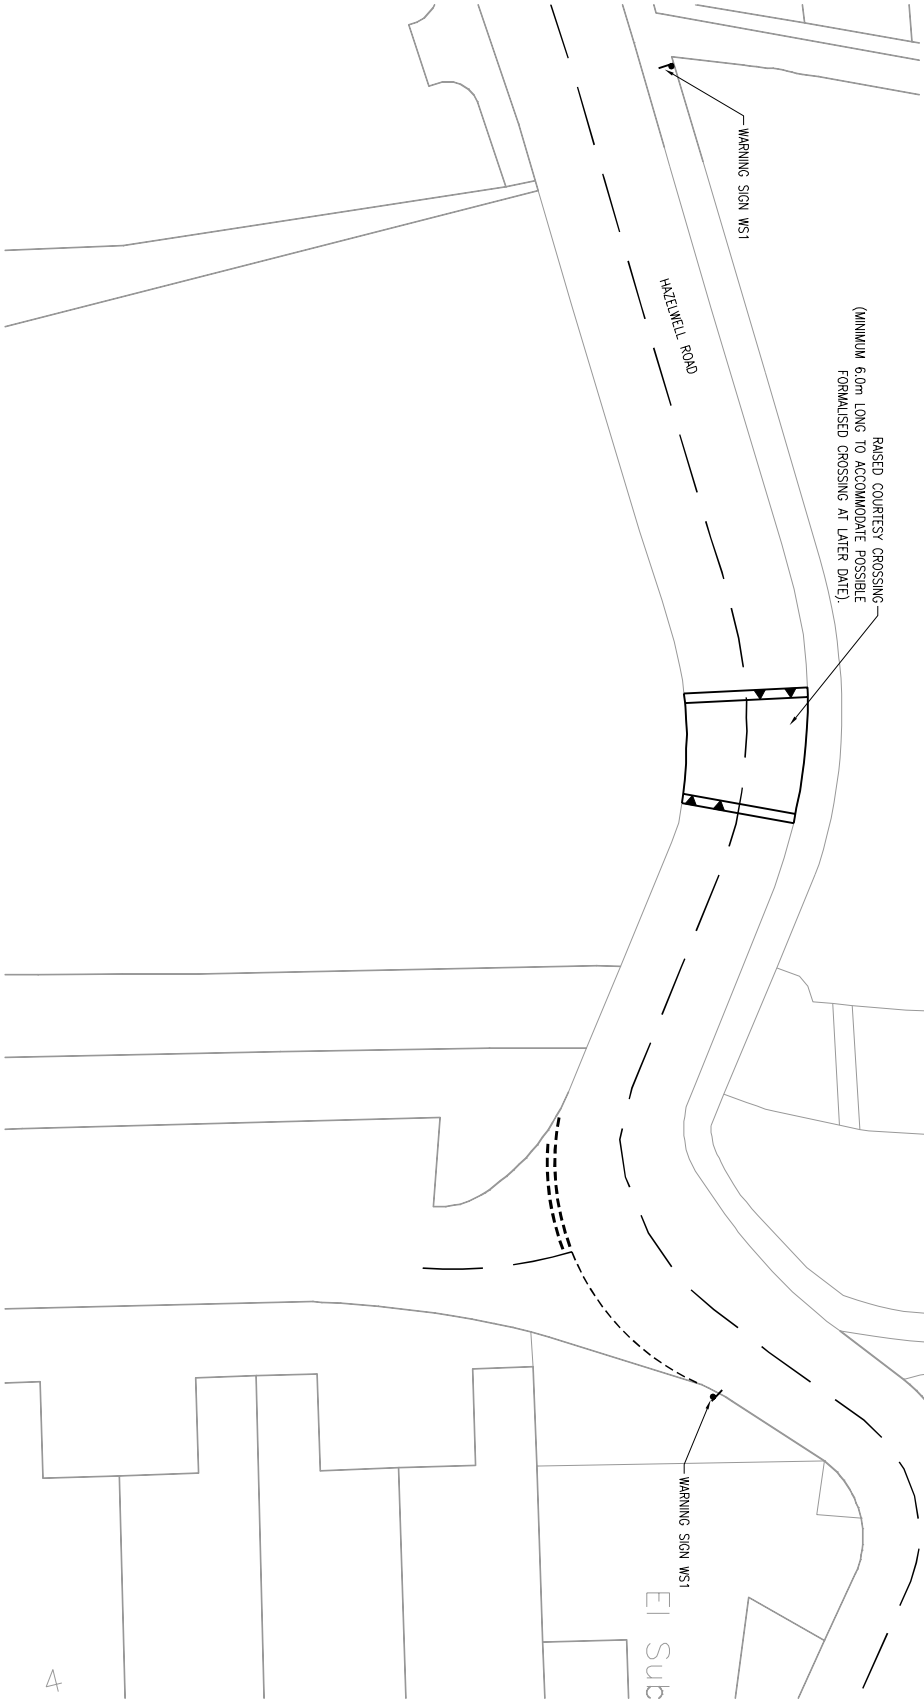 WARNING SIGN WS1
HAZELWELL ROAD
RAISED COURTESY CROSSING
(MINIMUM 6.0m LONG TO ACCOMMODATE POSSIBLE
FORMALISED CROSSING AT LATER DATE).
WARNING SIGN WS1
El Sub
4